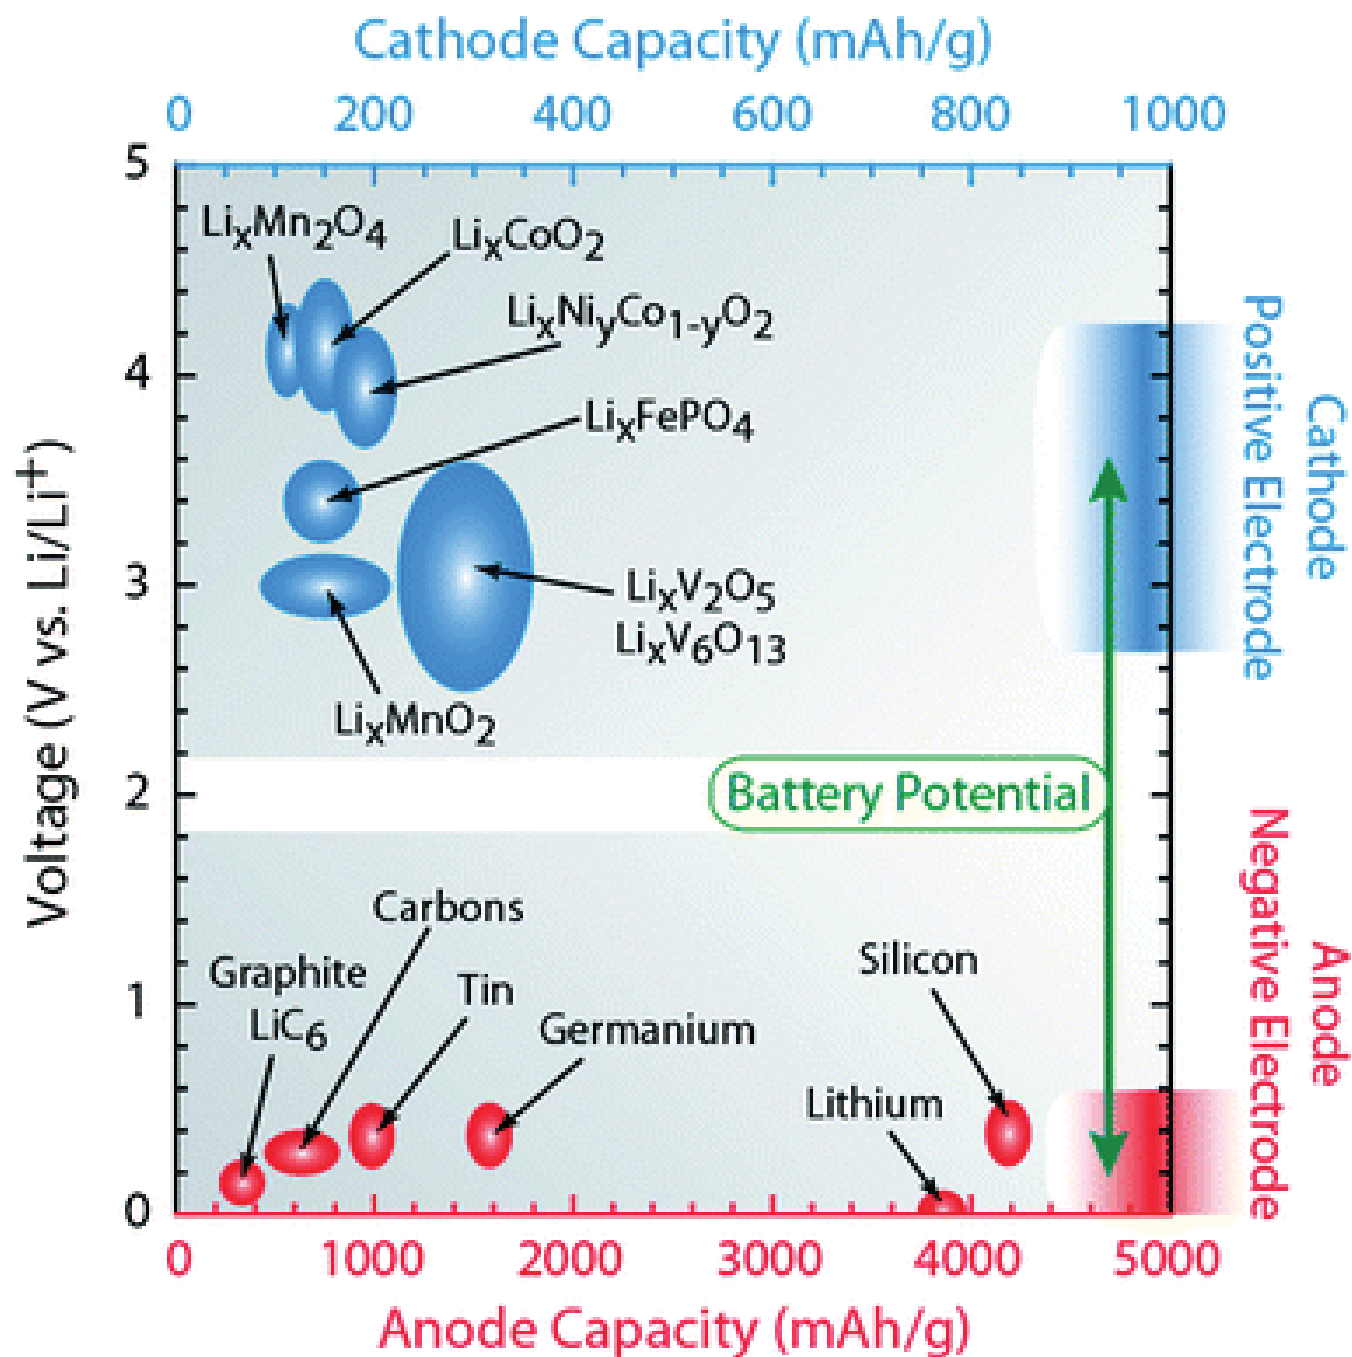 Cathode Capacity (mAh/g)
0 200 400 600 800 1000
5
4
3
2
1
0
Voltage (V vs. Li/Li⁺)
LiₓMn₂O₄
LiₓCoO₂
LiₓNiᵧCo₁₋ᵧO₂
LiₓFePO₄
LiₓV₂O₅
LiₓV₆O₁₃
LiₓMnO₂
Battery Potential
Carbons
Graphite
LiC₆
Tin
Germanium
Silicon
Lithium
Cathode
Positive Electrode
Anode
Negative Electrode
0 1000 2000 3000 4000 5000
Anode Capacity (mAh/g)